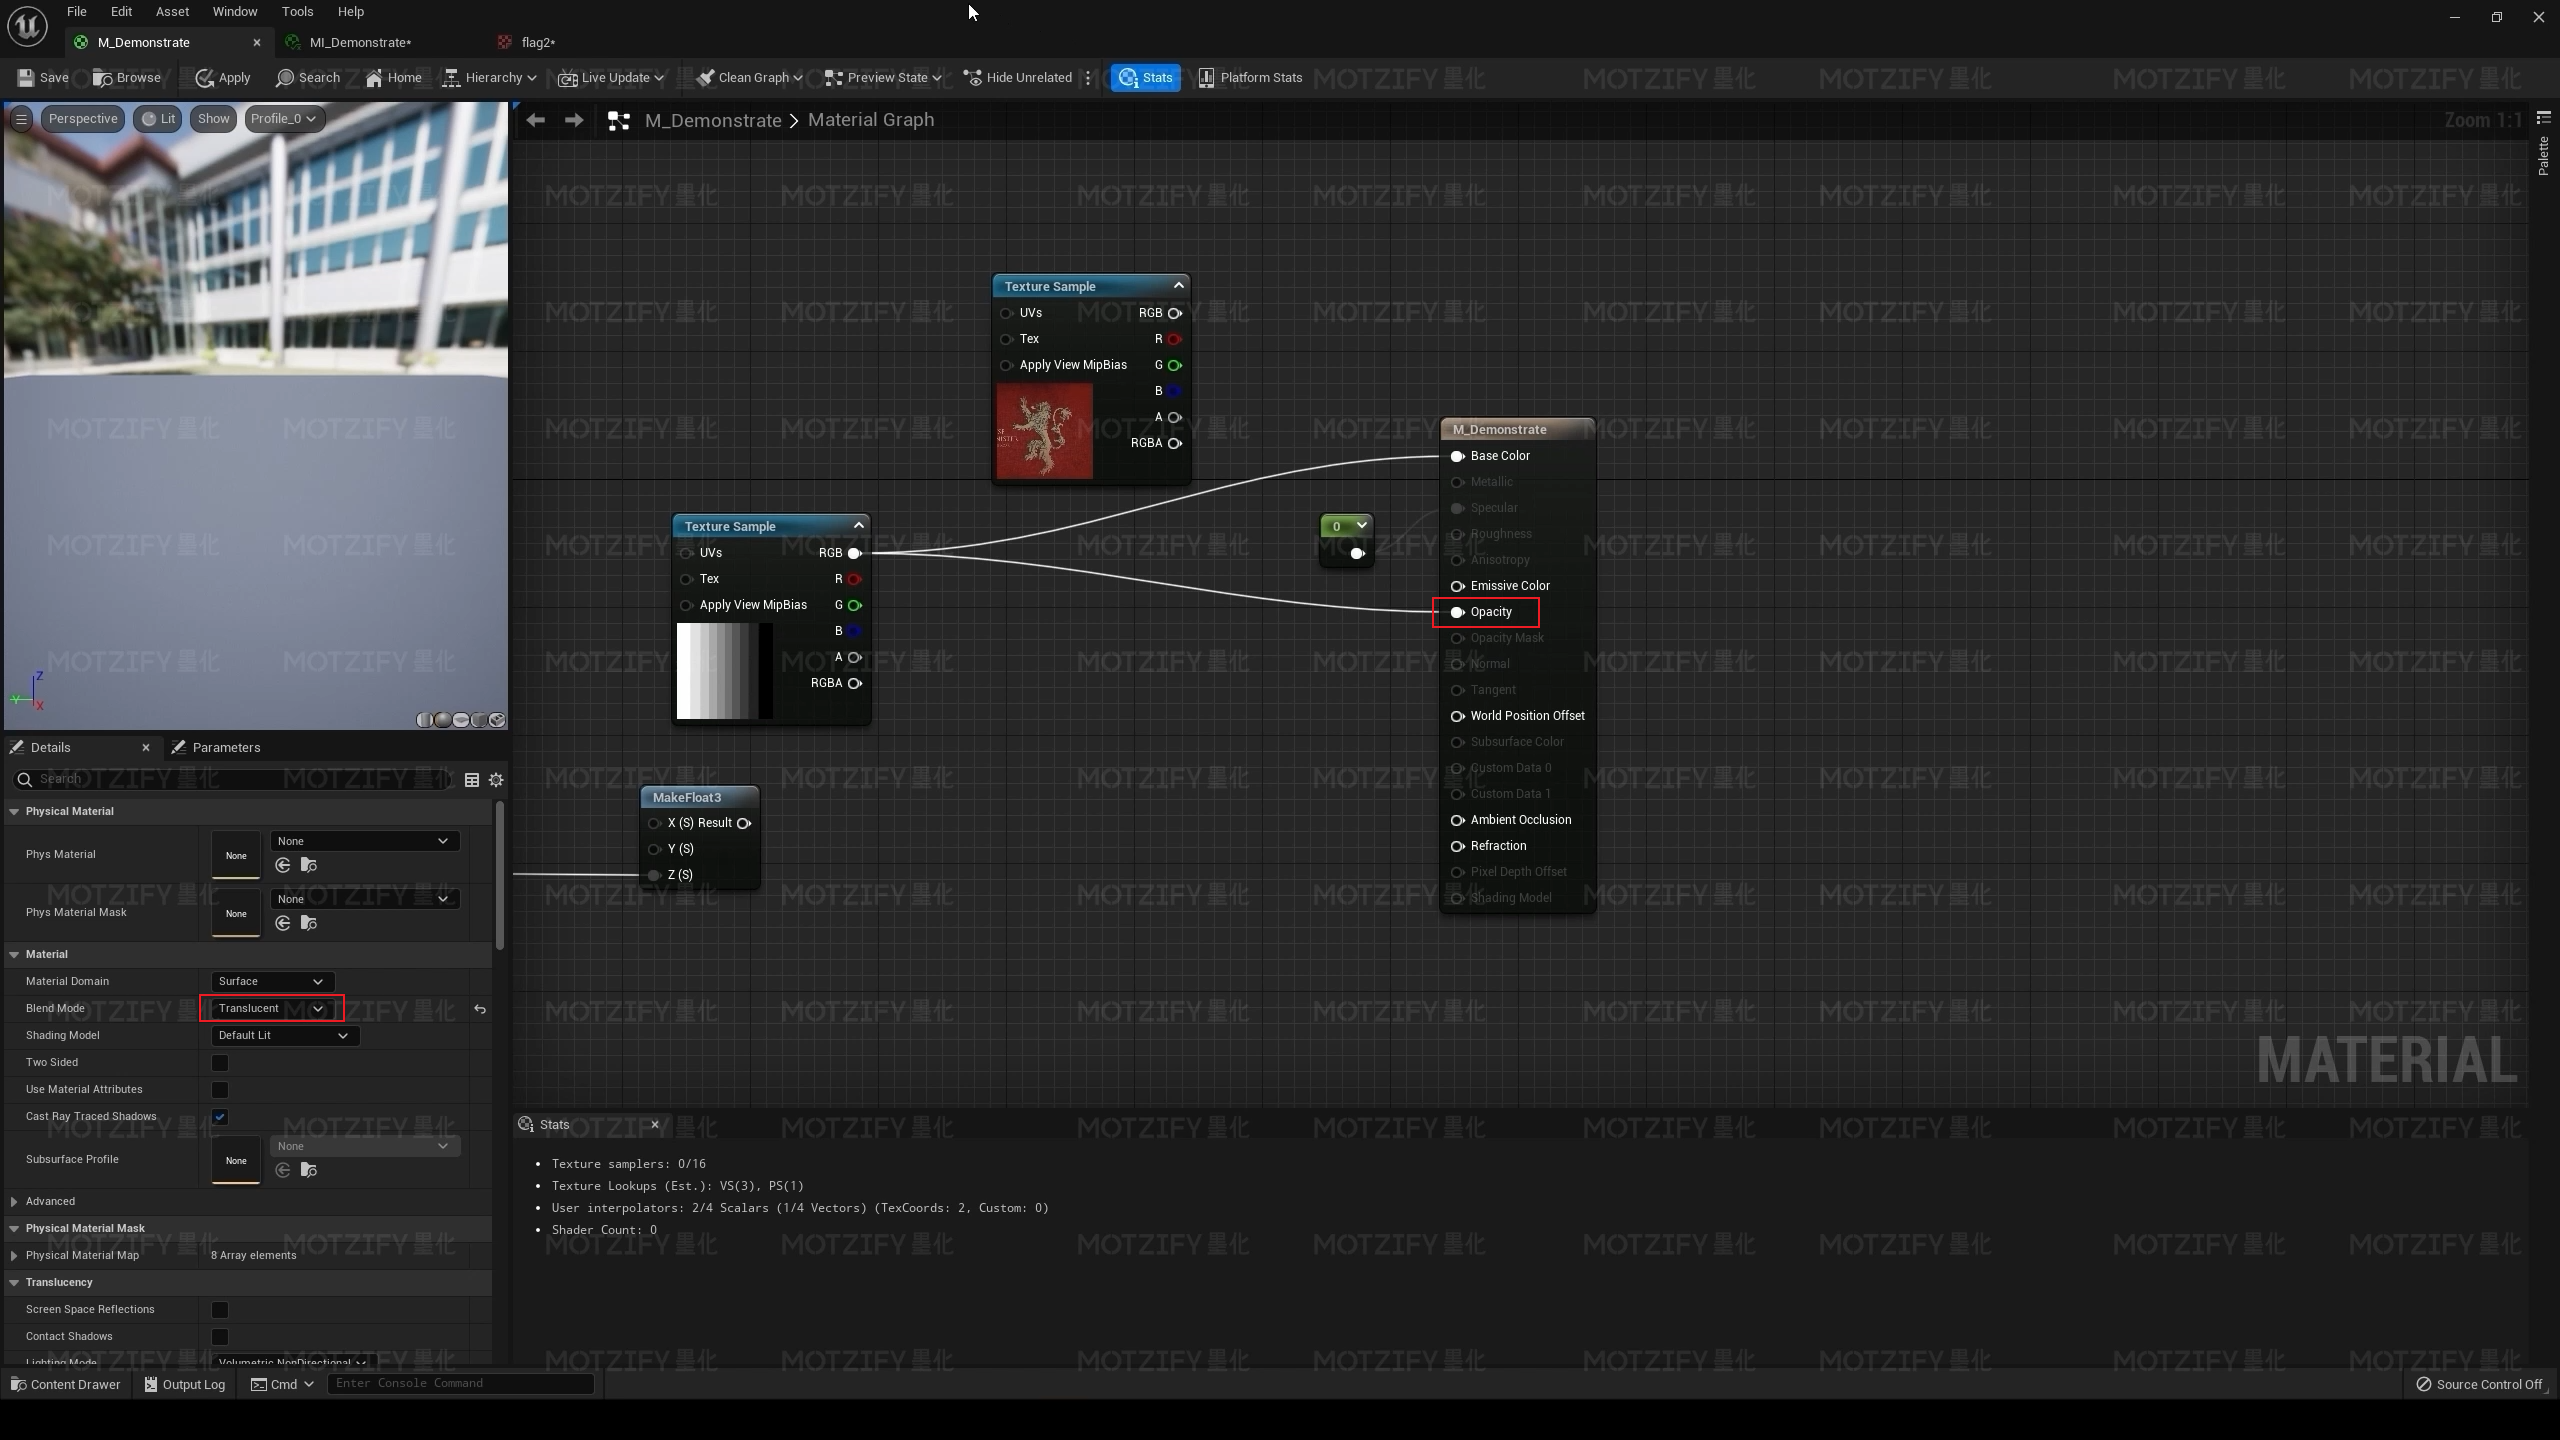 File Edit Asset Window Tools Help
M_Demonstrate MI_Demonstrate* flag2*
Save Browse Apply Search Home Hierarchy Live Update Clean Graph Preview State Hide Unrelated Stats Platform Stats
Perspective Lit Show Profile_0
M_Demonstrate > Material Graph
Zoom 1:1
Palette
Texture Sample
UVs RGB
Tex R
Apply View MipBias G
B
A
RGBA
Texture Sample
UVs RGB
Tex R
Apply View MipBias G
B
A
RGBA
0
M_Demonstrate
Base Color
Metallic
Specular
Roughness
Anisotropy
Emissive Color
Opacity
Opacity Mask
Normal
Tangent
World Position Offset
Subsurface Color
Custom Data 0
Custom Data 1
Ambient Occlusion
Refraction
Pixel Depth Offset
Shading Model
MakeFloat3
X (S) Result
Y (S)
Z (S)
MATERIAL
Z
Y
X
Details Parameters
Search
Physical Material
Phys Material None None
Phys Material Mask None None
Material
Material Domain Surface
Blend Mode Translucent
Shading Model Default Lit
Two Sided
Use Material Attributes
Cast Ray Traced Shadows
Subsurface Profile None None
Advanced
Physical Material Mask
Physical Material Map 8 Array elements
Translucency
Screen Space Reflections
Contact Shadows
Lighting Mode Volumetric NonDirectional
Stats
Texture samplers: 0/16
Texture Lookups (Est.): VS(3), PS(1)
User interpolators: 2/4 Scalars (1/4 Vectors) (TexCoords: 2, Custom: 0)
Shader Count: 0
Content Drawer Output Log Cmd Enter Console Command
Source Control Off
MOTZIFY 墨化